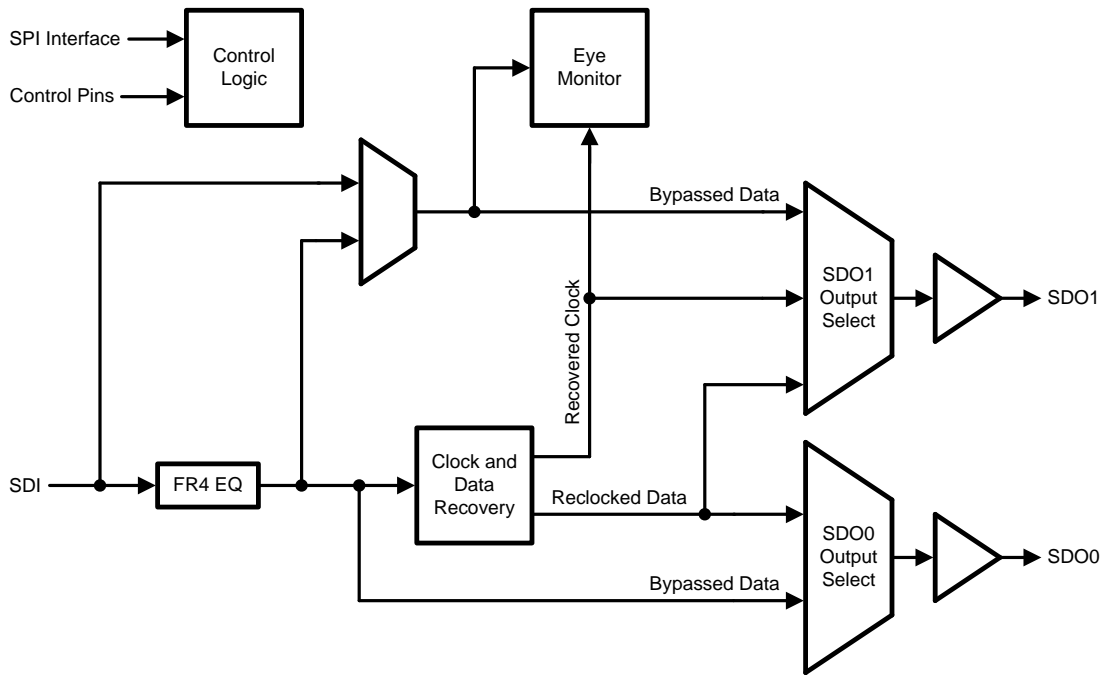 SPI Interface
Control Pins
Control
Logic
Eye
Monitor
Bypassed Data
Recovered Clock
SDO1
Output
Select
SDO1
SDI
FR4 EQ
Clock and
Data
Recovery
Reclocked Data
Bypassed Data
SDO0
Output
Select
SDO0